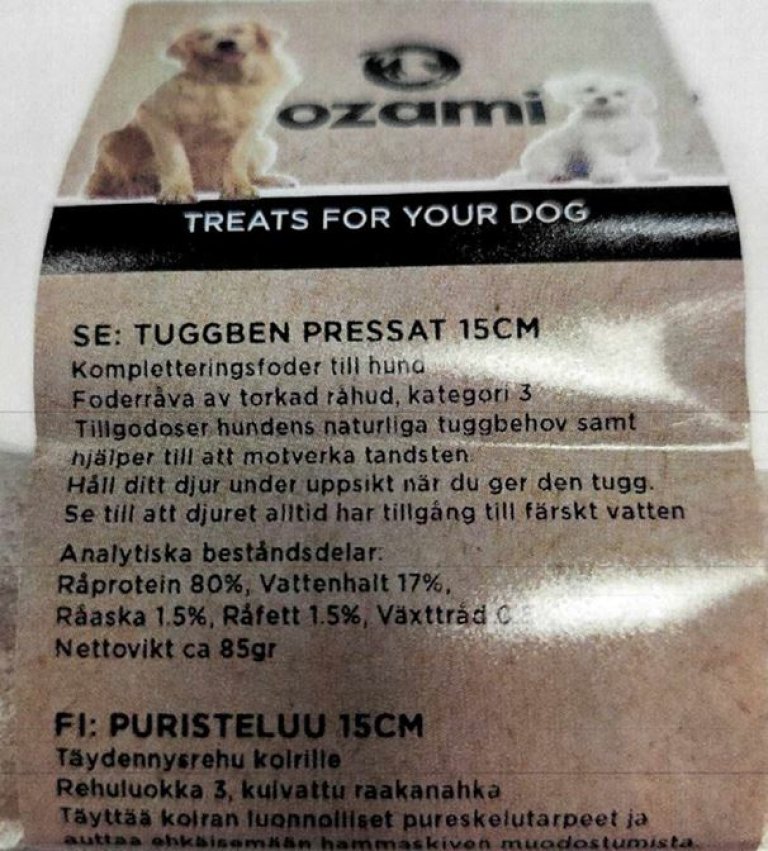 ozami
TREATS FOR YOUR DOG
SE: TUGGBEN PRESSAT 15CM
Kompletteringsfoder till hund
Foderråva av torkad råhud, kategori 3
Tillgodoser hundens naturliga tuggbehov samt
hjälper till att motverka tandsten
Håll ditt djur under uppsikt när du ger den tugg.
Se till att djuret alltid har tillgång till färskt vatten
Analytiska beståndsdelar:
Råprotein 80%, Vattenhalt 17%,
Råaska 1.5%, Råfett 1.5%, Växttråd
Nettovikt ca 85gr
FI: PURISTELUU 15CM
Täydennysrehu koirille
Rehuluokka 3, kuivattu raakanahka
Täyttää koiran luonnolliset pureskelutarpeet ja
auttaa ehkäisemään hammaskiven muodostumista.